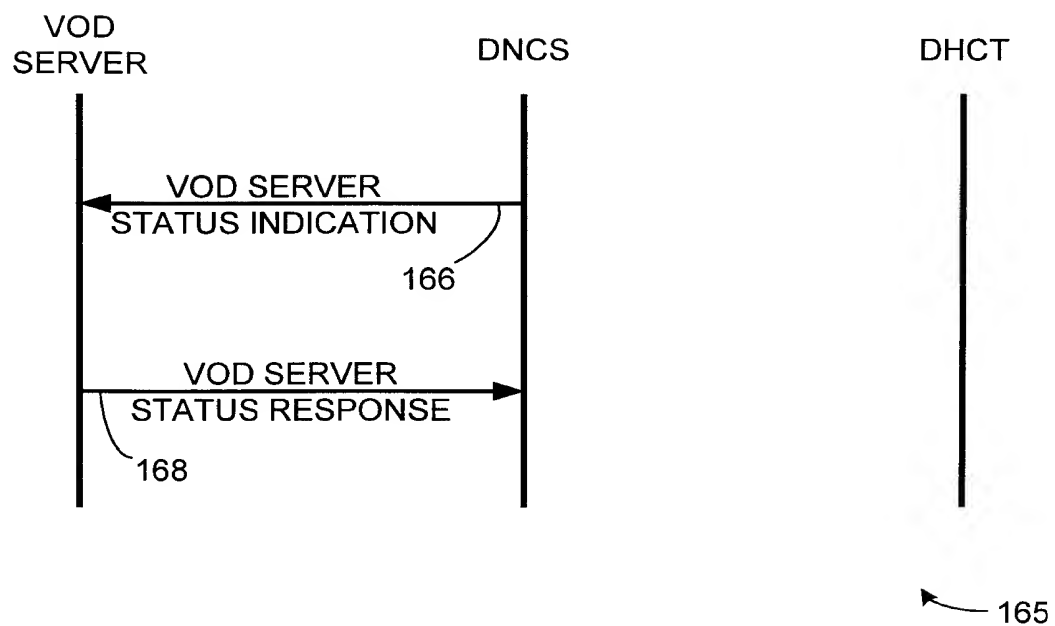 VOD
SERVER
DNCS
DHCT
VOD SERVER
STATUS INDICATION
166
VOD SERVER
STATUS RESPONSE
168
165